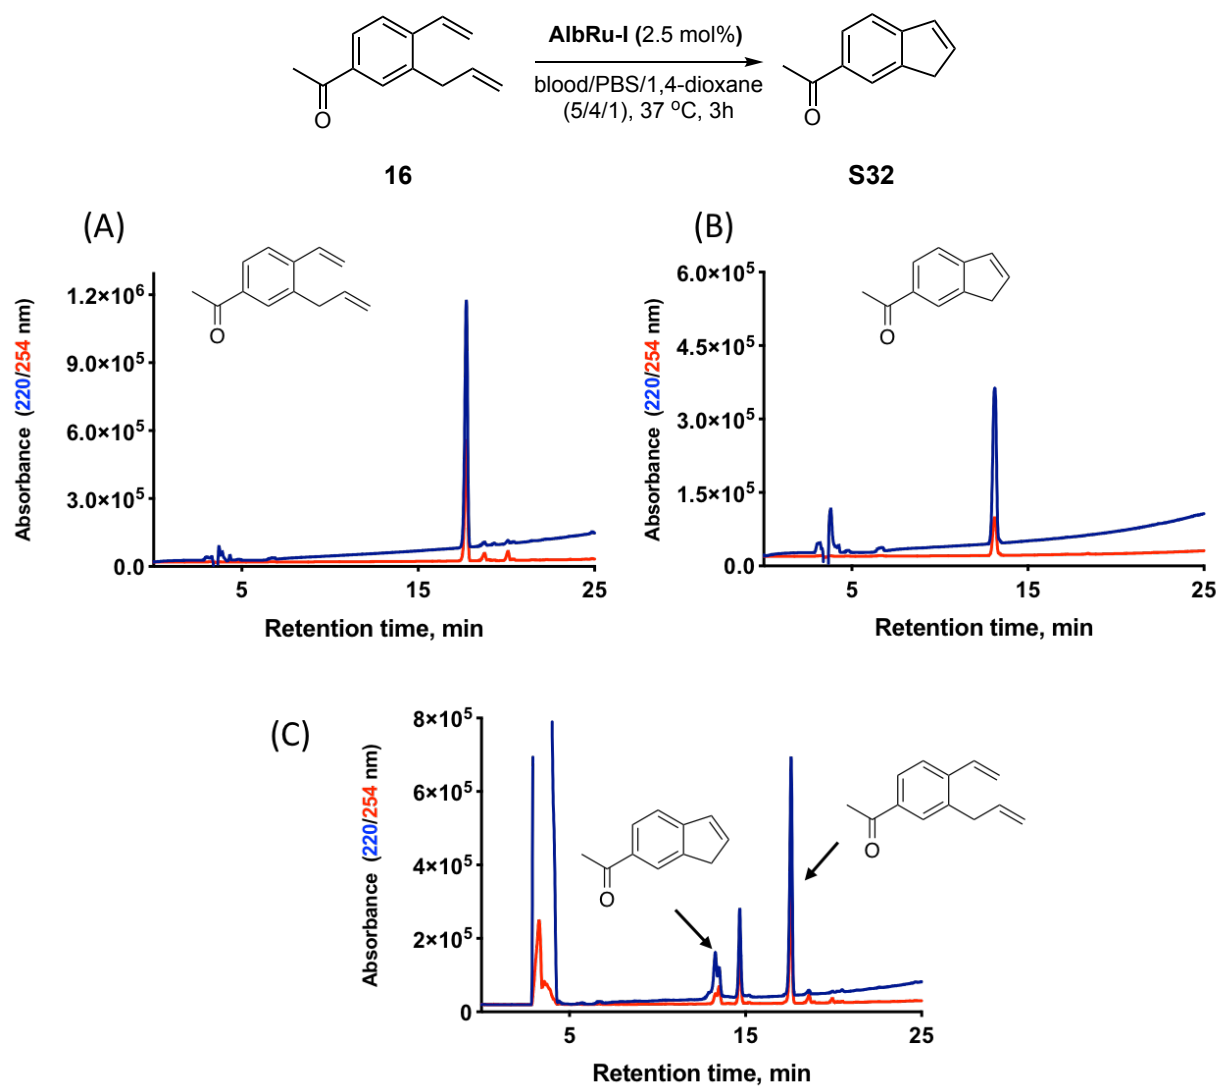 AlbRu-I (2.5 mol%)
blood/PBS/1,4-dioxane
(5/4/1), 37 ºC, 3h
O
O
16
S32
(A)
(B)
O
O
Absorbance (220/254 nm)
1.2×10⁶
9.0×10⁵
6.0×10⁵
3.0×10⁵
0.0
5
15
25
Retention time, min
Absorbance (220/254 nm)
6.0×10⁵
4.5×10⁵
3.0×10⁵
1.5×10⁵
0.0
5
15
25
Retention time, min
(C)
Absorbance (220/254 nm)
8×10⁵
6×10⁵
4×10⁵
2×10⁵
0
O
O
5
15
25
Retention time, min